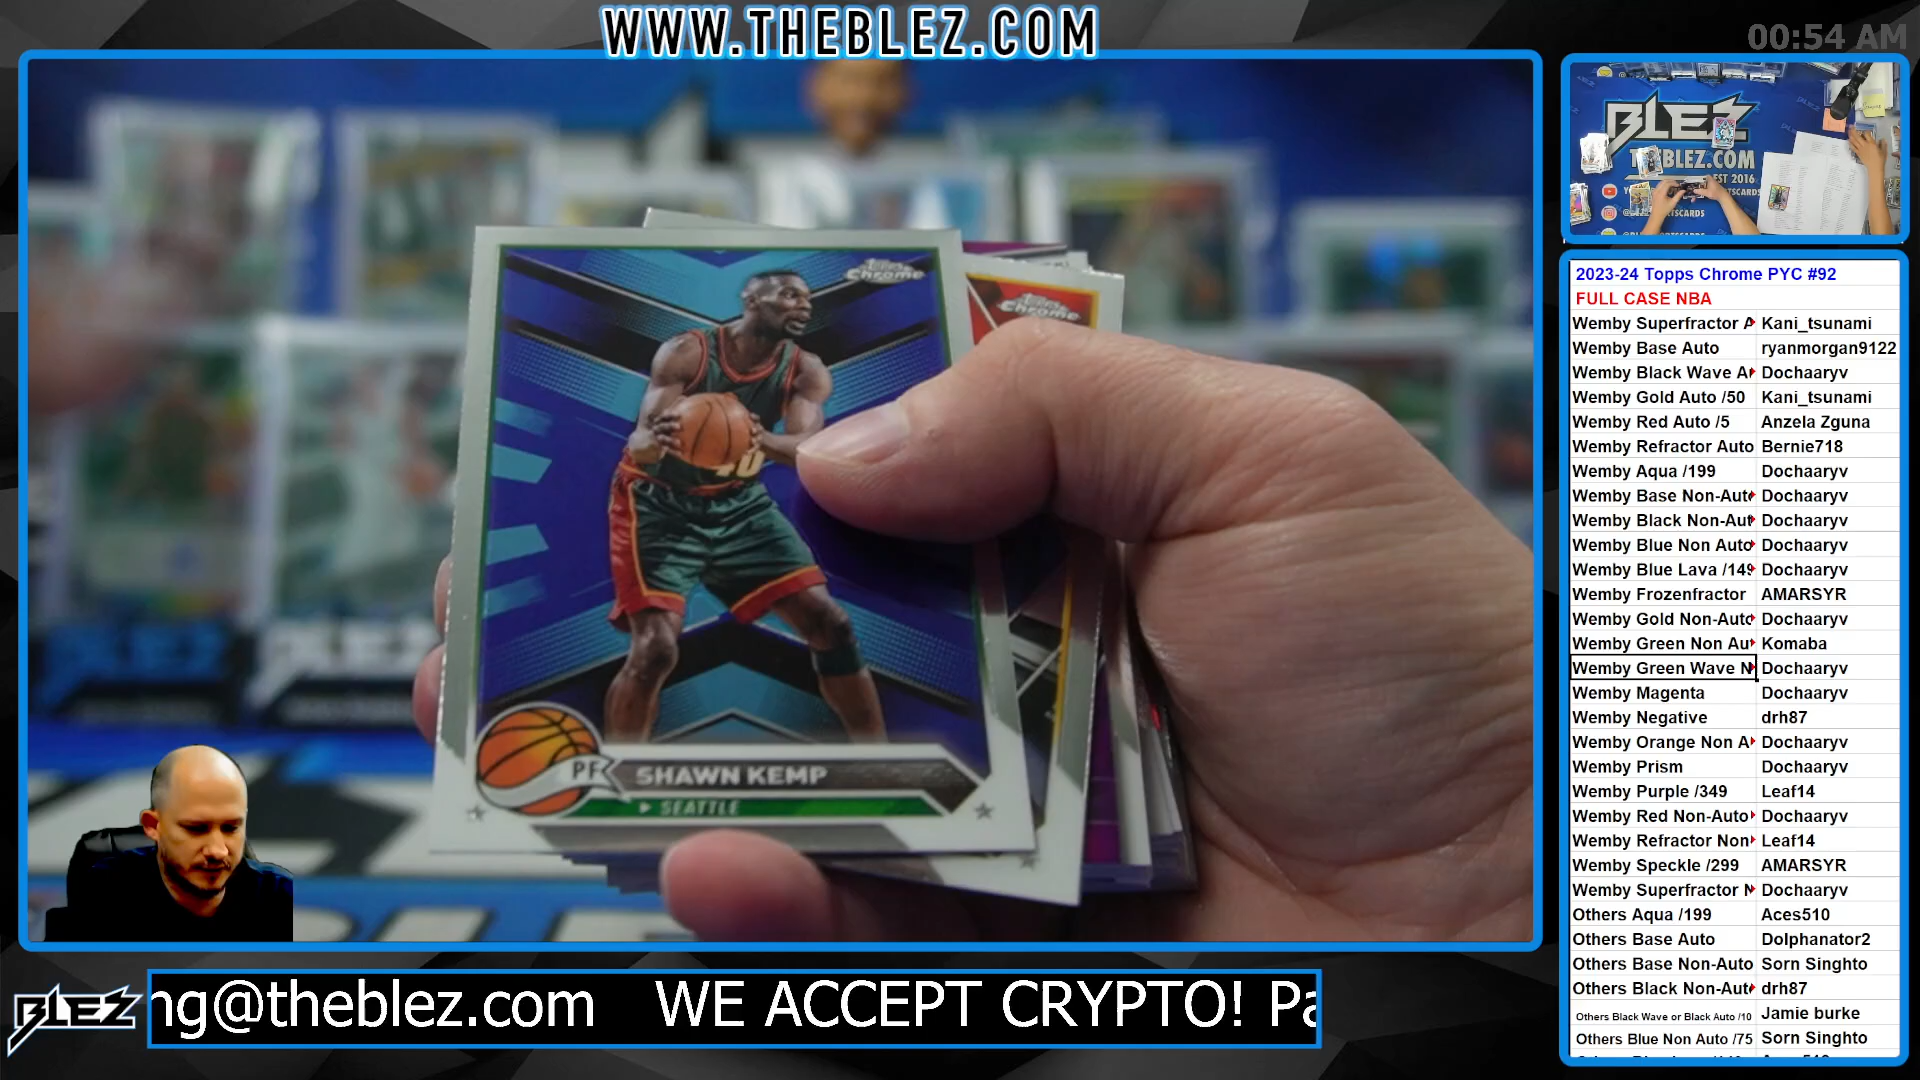 WWW.THEBLEZ.COM
00:54 AM
BLEZ
THEBLEZ.COM
EST 2016
Topps
Chrome
Topps
Chrome
40
PF
SHAWN KEMP
SEATTLE
2023-24 Topps Chrome PYC #92
FULL CASE NBA
Wemby Superfractor A Kani_tsunami
Wemby Base Auto ryanmorgan9122
Wemby Black Wave A Dochaaryv
Wemby Gold Auto /50 Kani_tsunami
Wemby Red Auto /5 Anzela Zguna
Wemby Refractor Auto Bernie718
Wemby Aqua /199 Dochaaryv
Wemby Base Non-Aut Dochaaryv
Wemby Black Non-Aut Dochaaryv
Wemby Blue Non Auto Dochaaryv
Wemby Blue Lava /149 Dochaaryv
Wemby Frozenfractor AMARSYR
Wemby Gold Non-Auto Dochaaryv
Wemby Green Non Au Komaba
Wemby Green Wave N Dochaaryv
Wemby Magenta Dochaaryv
Wemby Negative drh87
Wemby Orange Non A Dochaaryv
Wemby Prism Dochaaryv
Wemby Purple /349 Leaf14
Wemby Red Non-Auto Dochaaryv
Wemby Refractor Non Leaf14
Wemby Speckle /299 AMARSYR
Wemby Superfractor N Dochaaryv
Others Aqua /199 Aces510
Others Base Auto Dolphanator2
Others Base Non-Auto Sorn Singhto
Others Black Non-Aut drh87
Others Black Wave or Black Auto /10 Jamie burke
Others Blue Non Auto /75 Sorn Singhto
BLEZ
ng@theblez.com WE ACCEPT CRYPTO! Pa